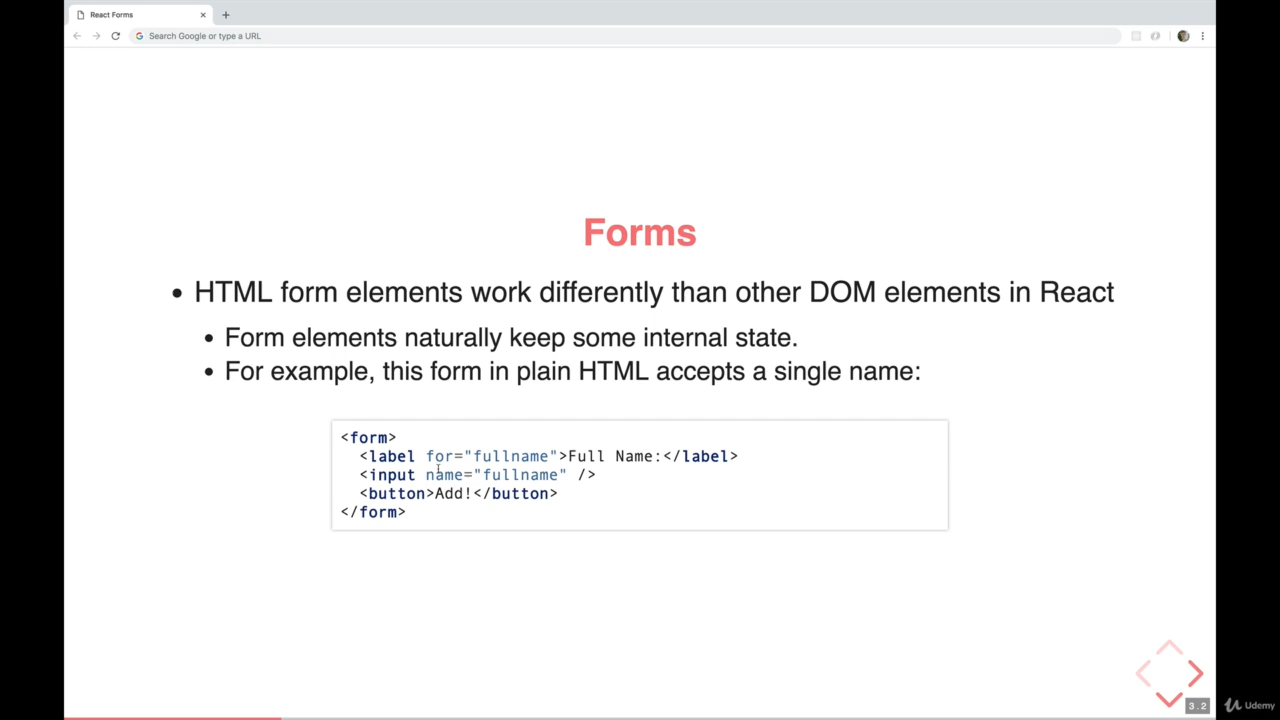 React Forms
Search Google or type a URL
Forms
• HTML form elements work differently than other DOM elements in React
• Form elements naturally keep some internal state.
• For example, this form in plain HTML accepts a single name:
<form>
  <label for="fullname">Full Name:</label>
  <input name="fullname" />
  <button>Add!</button>
</form>
3.2
Udemy